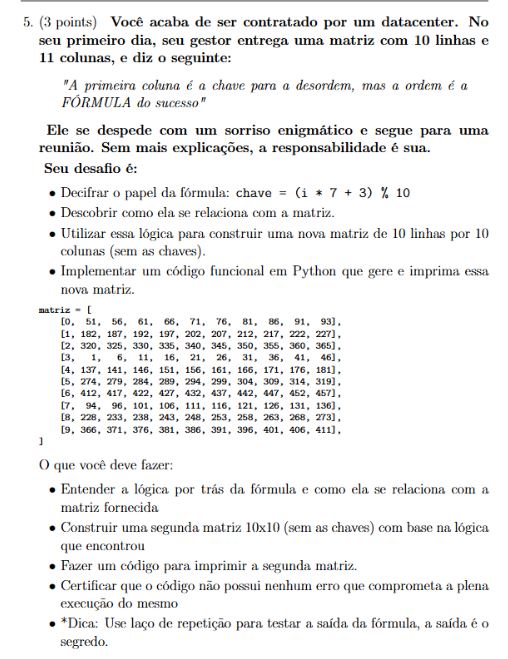 5. (3 points) Você acaba de ser contratado por um datacenter. No
seu primeiro dia, seu gestor entrega uma matriz com 10 linhas e
11 colunas, e diz o seguinte:
"A primeira coluna é a chave para a desordem, mas a ordem é a
FÓRMULA do sucesso"
Ele se despede com um sorriso enigmático e segue para uma
reunião. Sem mais explicações, a responsabilidade é sua.
Seu desafio é:
• Decifrar o papel da fórmula: chave = (i * 7 + 3) % 10
• Descobrir como ela se relaciona com a matriz.
• Utilizar essa lógica para construir uma nova matriz de 10 linhas por 10
colunas (sem as chaves).
• Implementar um código funcional em Python que gere e imprima essa
nova matriz.
matriz = [
[0, 51, 56, 61, 66, 71, 76, 81, 86, 91, 93],
[1, 182, 187, 192, 197, 202, 207, 212, 217, 222, 227],
[2, 320, 325, 330, 335, 340, 345, 350, 355, 360, 365],
[3, 1, 6, 11, 16, 21, 26, 31, 36, 41, 46],
[4, 137, 141, 146, 151, 156, 161, 166, 171, 176, 181],
[5, 274, 279, 284, 289, 294, 299, 304, 309, 314, 319],
[6, 412, 417, 422, 427, 432, 437, 442, 447, 452, 457],
[7, 94, 96, 101, 106, 111, 116, 121, 126, 131, 136],
[8, 228, 233, 238, 243, 248, 253, 258, 263, 268, 273],
[9, 366, 371, 376, 381, 386, 391, 396, 401, 406, 411],
]
O que você deve fazer:
• Entender a lógica por trás da fórmula e como ela se relaciona com a
matriz fornecida
• Construir uma segunda matriz 10x10 (sem as chaves) com base na lógica
que encontrou
• Fazer um código para imprimir a segunda matriz.
• Certificar que o código não possui nenhum erro que comprometa a plena
execução do mesmo
• *Dica: Use laço de repetição para testar a saída da fórmula, a saída é o
segredo.